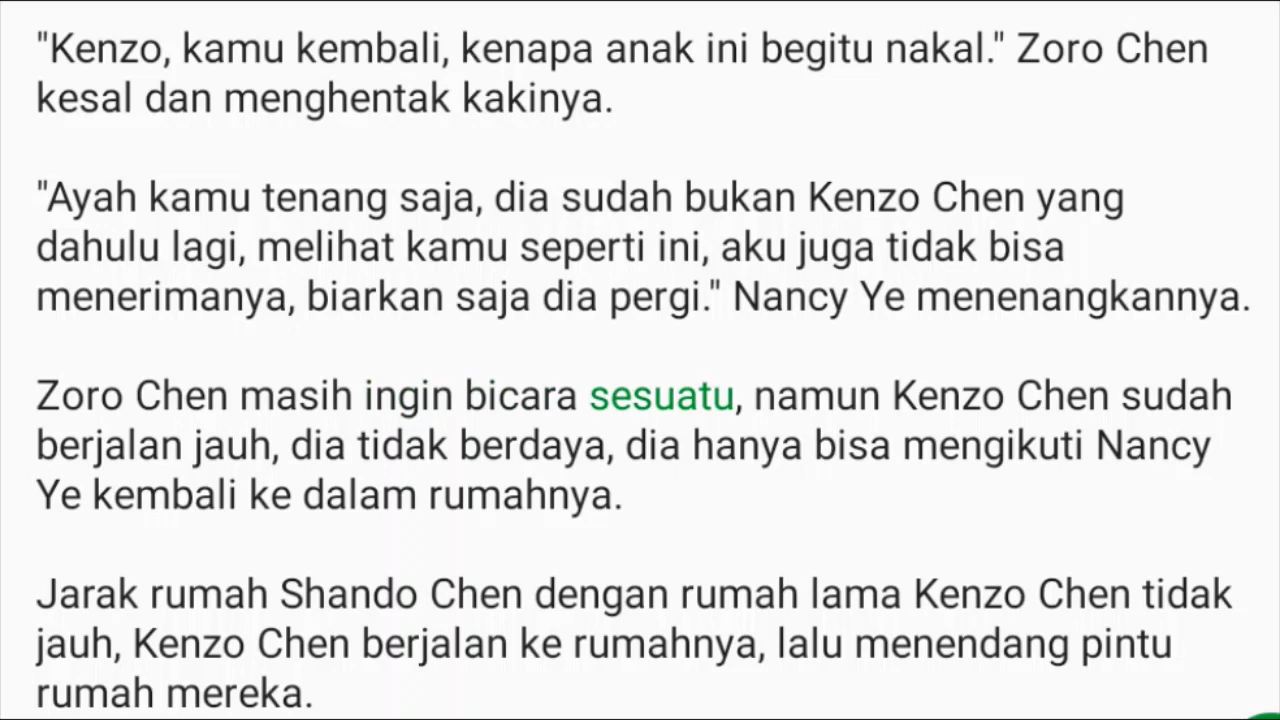 "Kenzo, kamu kembali, kenapa anak ini begitu nakal." Zoro Chen
kesal dan menghentak kakinya.
"Ayah kamu tenang saja, dia sudah bukan Kenzo Chen yang
dahulu lagi, melihat kamu seperti ini, aku juga tidak bisa
menerimanya, biarkan saja dia pergi." Nancy Ye menenangkannya.
Zoro Chen masih ingin bicara sesuatu, namun Kenzo Chen sudah
berjalan jauh, dia tidak berdaya, dia hanya bisa mengikuti Nancy
Ye kembali ke dalam rumahnya.
Jarak rumah Shando Chen dengan rumah lama Kenzo Chen tidak
jauh, Kenzo Chen berjalan ke rumahnya, lalu menendang pintu
rumah mereka.